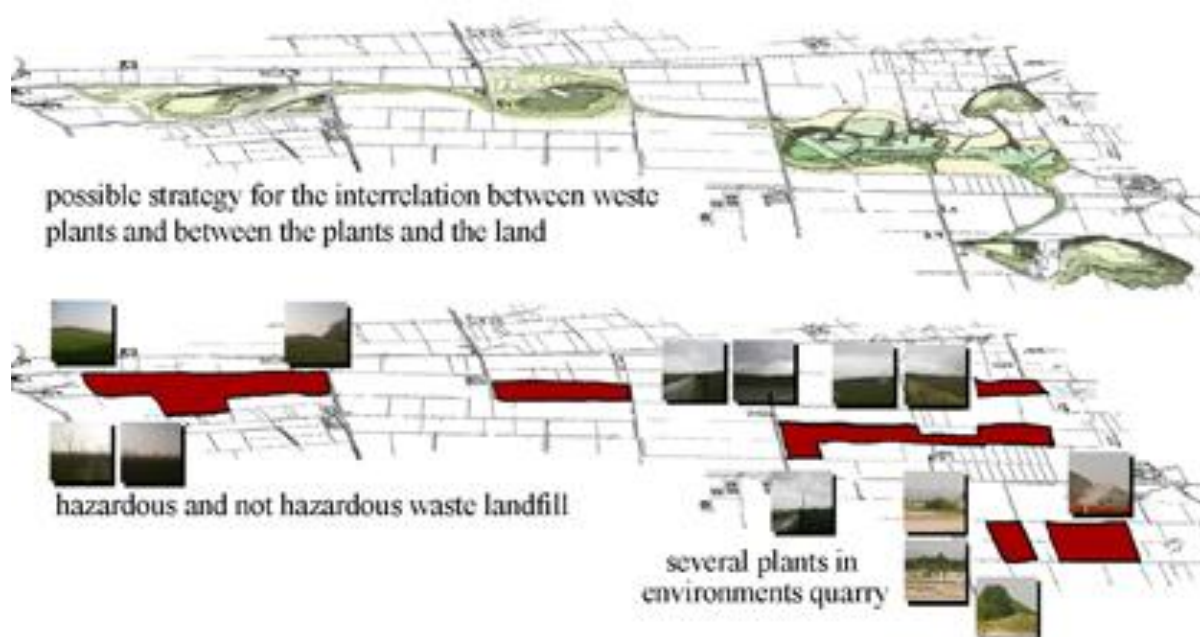 possible strategy for the interrelation between weste
plants and between the plants and the land
hazardous and not hazardous waste landfill
several plants in
environments quarry